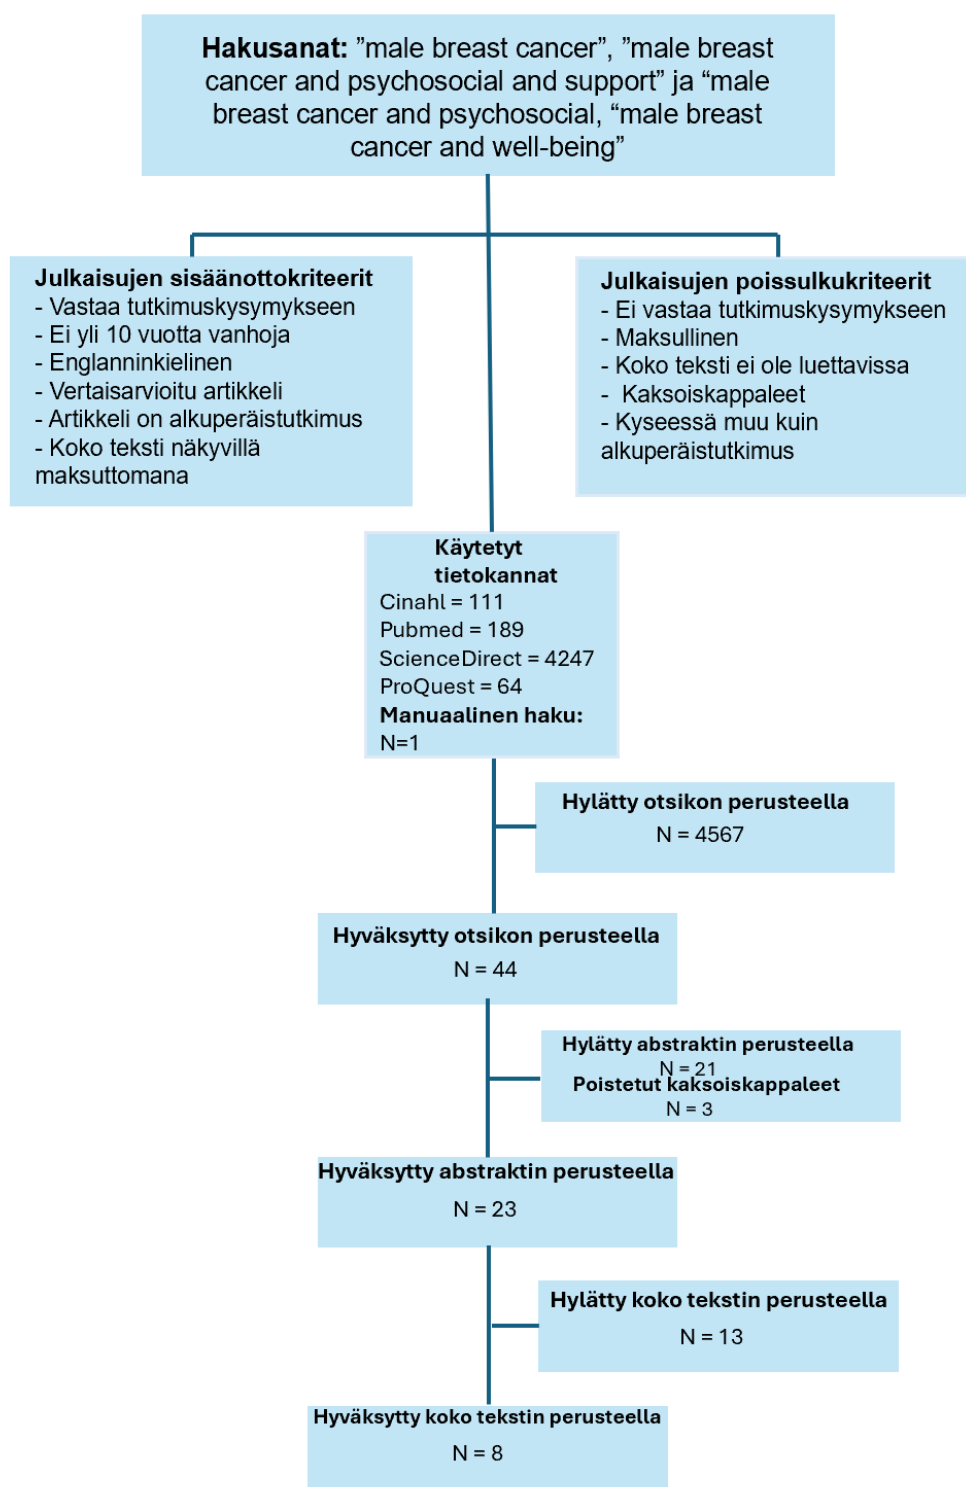 Hakusanat: ”male breast cancer”, ”male breast
cancer and psychosocial and support” ja “male
breast cancer and psychosocial, “male breast
cancer and well-being”
Julkaisujen sisäänottokriteerit
- Vastaa tutkimuskysymykseen
- Ei yli 10 vuotta vanhoja
- Englanninkielinen
- Vertaisarvioitu artikkeli
- Artikkeli on alkuperäistutkimus
- Koko teksti näkyvillä
maksuttomana
Julkaisujen poissulkukriteerit
- Ei vastaa tutkimuskysymykseen
- Maksullinen
- Koko teksti ei ole luettavissa
- Kaksoiskappaleet
- Kyseessä muu kuin
alkuperäistutkimus
Käytetyt
tietokannat
Cinahl = 111
Pubmed = 189
ScienceDirect = 4247
ProQuest = 64
Manuaalinen haku:
N=1
Hylätty otsikon perusteella
N = 4567
Hyväksytty otsikon perusteella
N = 44
Hylätty abstraktin perusteella
N = 21
Poistetut kaksoiskappaleet
N = 3
Hyväksytty abstraktin perusteella
N = 23
Hylätty koko tekstin perusteella
N = 13
Hyväksytty koko tekstin perusteella
N = 8